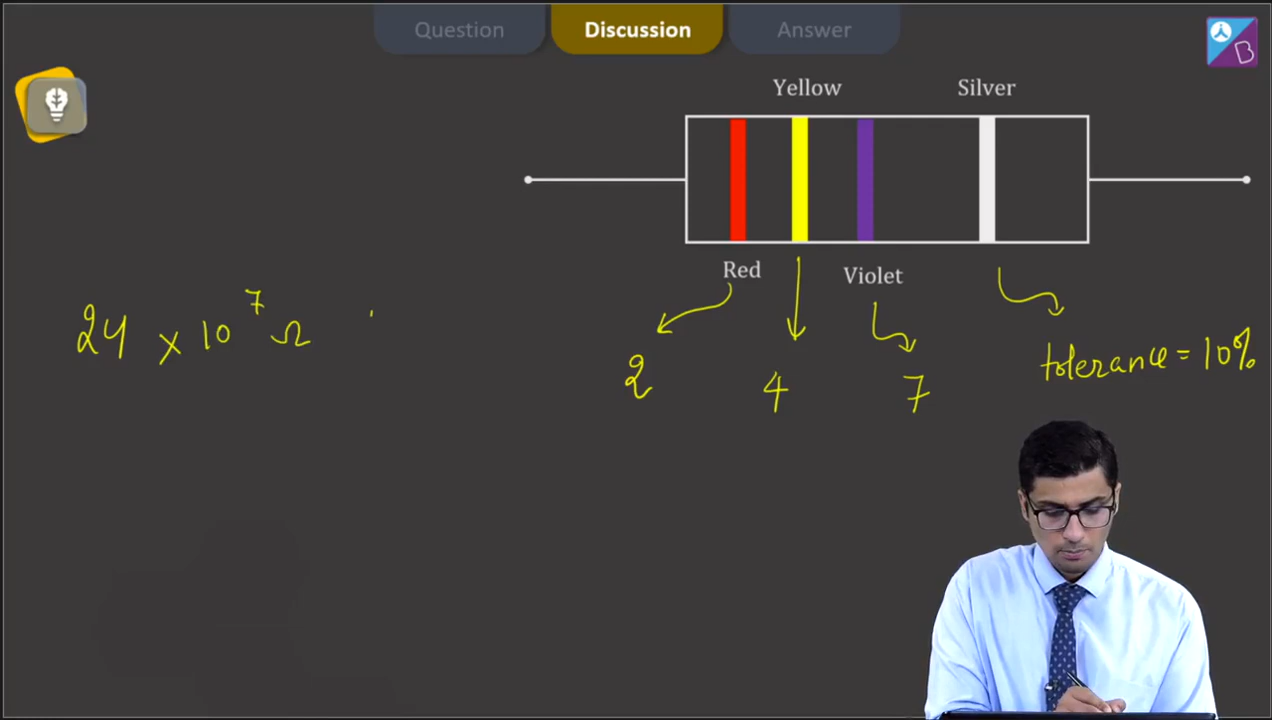 Question Discussion Answer
B
Yellow Silver
Red Violet
24 × 10⁷ Ω
2 4 7 tolerance = 10%